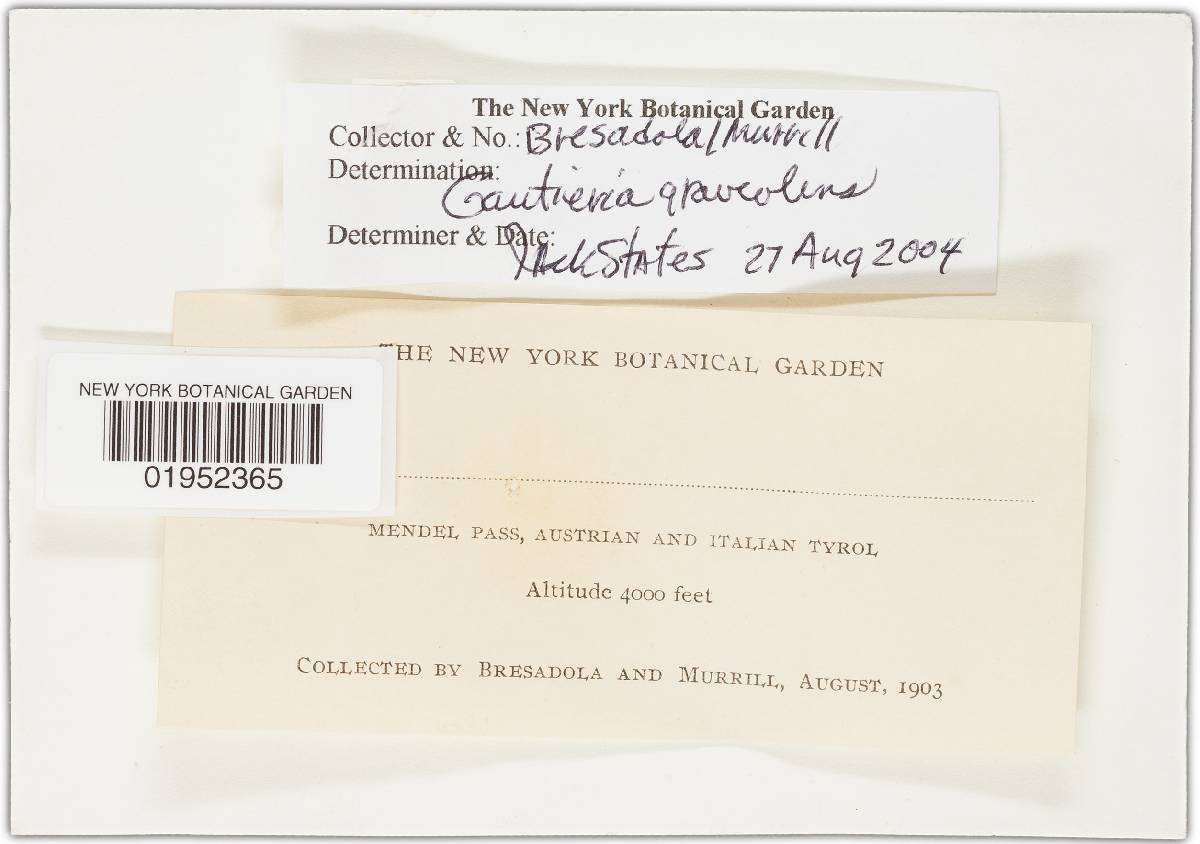 The New York Botanical Garden
Collector & No.: Bresadola/Murrill
Determination:
Gautieria graveolens
Determiner & Date:
Jack States 27 Aug 2004
THE NEW YORK BOTANICAL GARDEN
NEW YORK BOTANICAL GARDEN
01952365
MENDEL PASS, AUSTRIAN AND ITALIAN TYROL
Altitude 4000 feet
COLLECTED BY BRESADOLA AND MURRILL, AUGUST, 1903